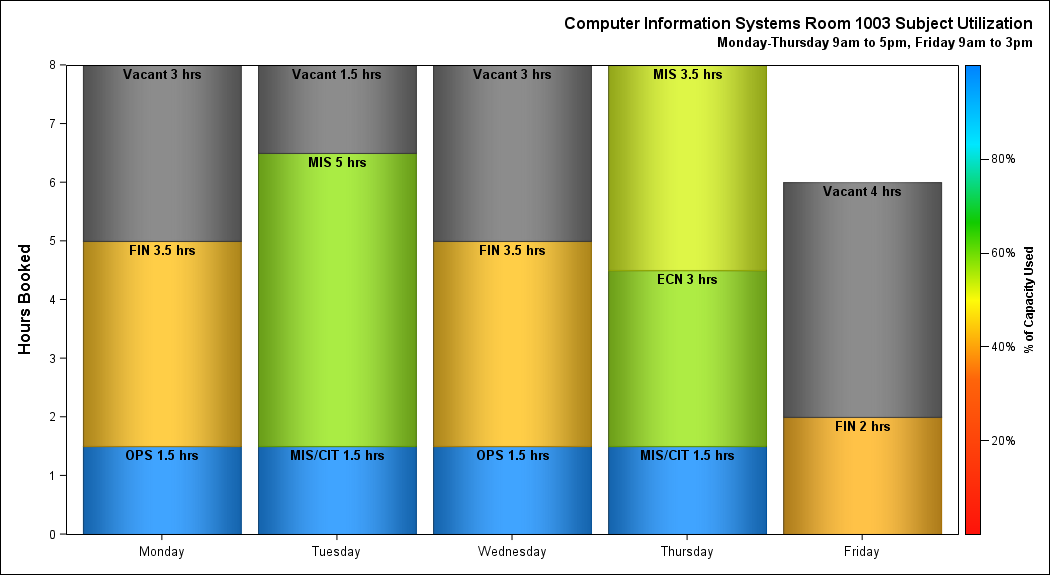 Computer Information Systems Room 1003 Subject Utilization
Monday-Thursday 9am to 5pm, Friday 9am to 3pm
Hours Booked
8
7
6
5
4
3
2
1
0
Vacant 3 hrs
FIN 3.5 hrs
OPS 1.5 hrs
Vacant 1.5 hrs
MIS 5 hrs
MIS/CIT 1.5 hrs
Vacant 3 hrs
FIN 3.5 hrs
OPS 1.5 hrs
MIS 3.5 hrs
ECN 3 hrs
MIS/CIT 1.5 hrs
Vacant 4 hrs
FIN 2 hrs
Monday
Tuesday
Wednesday
Thursday
Friday
80%
60%
40%
20%
% of Capacity Used